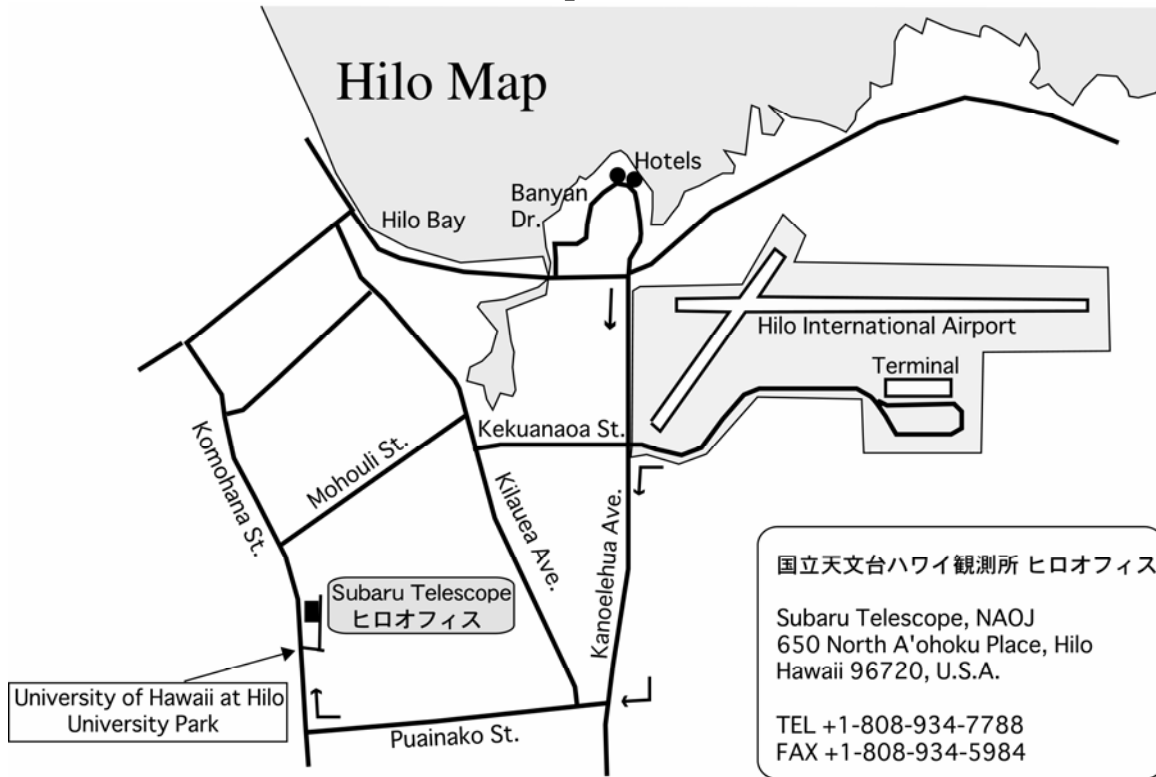 Hilo Map
Hotels
Banyan
Dr.
Hilo Bay
Hilo International Airport
Terminal
Kekuanaoa St.
Mohouli St.
Komohana St.
Kilauea Ave.
Kanoelehua Ave.
Subaru Telescope
ヒロオフィス
University of Hawaii at Hilo
University Park
Puainako St.
国立天文台ハワイ観測所 ヒロオフィス
Subaru Telescope, NAOJ
650 North A'ohoku Place, Hilo
Hawaii 96720, U.S.A.
TEL +1-808-934-7788
FAX +1-808-934-5984